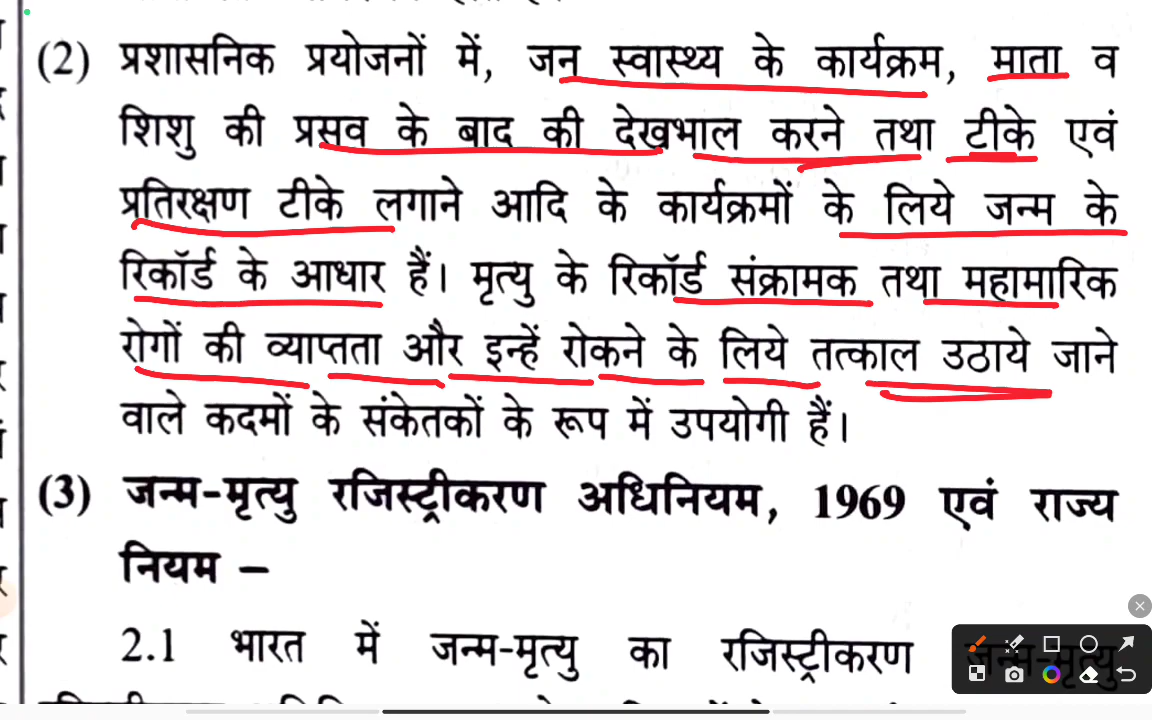 (2) प्रशासनिक प्रयोजनों में, जन स्वास्थ्य के कार्यक्रम, माता व
शिशु की प्रसव के बाद की देखभाल करने तथा टीके एवं
प्रतिरक्षण टीके लगाने आदि के कार्यक्रमों के लिये जन्म के
रिकॉर्ड के आधार हैं। मृत्यु के रिकॉर्ड संक्रामक तथा महामारिक
रोगों की व्याप्तता और इन्हें रोकने के लिये तत्काल उठाये जाने
वाले कदमों के संकेतकों के रूप में उपयोगी हैं।
(3) जन्म-मृत्यु रजिस्ट्रीकरण अधिनियम, 1969 एवं राज्य
नियम –
2.1 भारत में जन्म-मृत्यु का रजिस्ट्रीकरण जन्म-मृत्यु